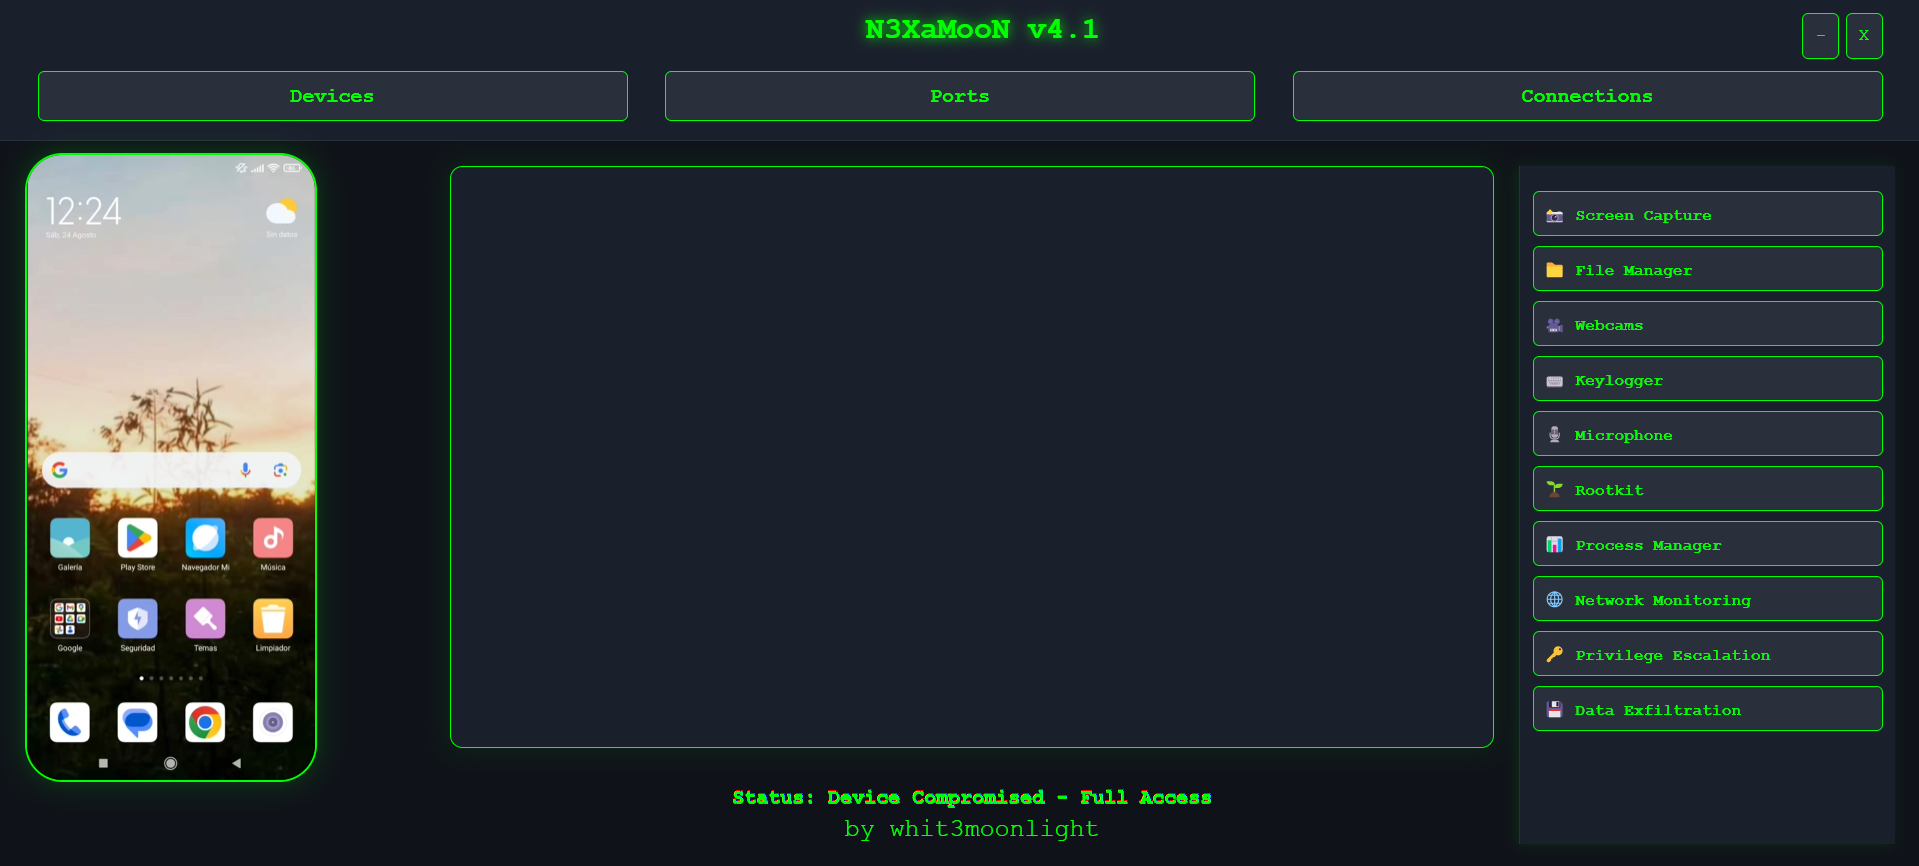 N3XaMooN v4.1
-
X
Devices
Ports
Connections
12:24
Sáb, 24 Agosto
Sin datos
Galería
Play Store
Navegador Mi
Música
Google
Seguridad
Temas
Limpiador
Screen Capture
File Manager
Webcams
Keylogger
Microphone
Rootkit
Process Manager
Network Monitoring
Privilege Escalation
Data Exfiltration
Status: Device Compromised - Full Access
by whit3moonlight